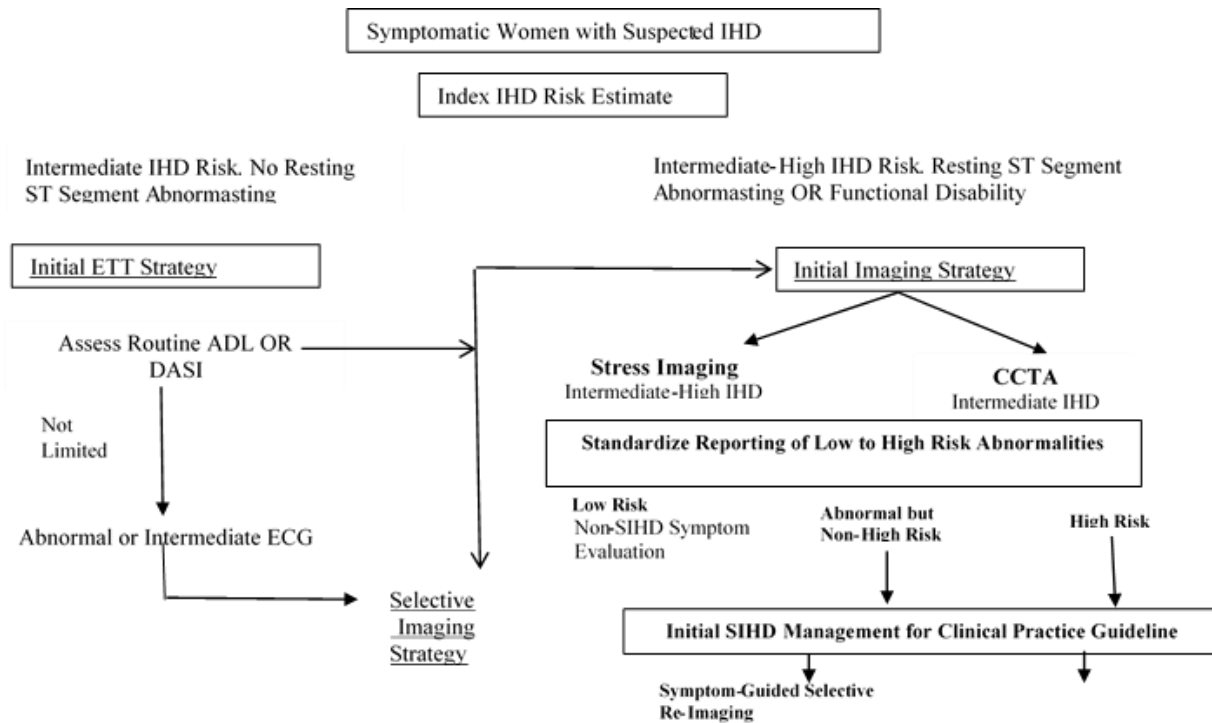 Symptomatic Women with Suspected IHD
Index IHD Risk Estimate
Intermediate IHD Risk. No Resting
ST Segment Abnormasting
Intermediate-High IHD Risk. Resting ST Segment
Abnormasting OR Functional Disability
Initial ETT Strategy
Initial Imaging Strategy
Assess Routine ADL OR
DASI
Stress Imaging
Intermediate-High IHD
CCTA
Intermediate IHD
Not
Limited
Standardize Reporting of Low to High Risk Abnormalities
Low Risk
Non-SIHD Symptom
Evaluation
Abnormal but
Non-High Risk
High Risk
Abnormal or Intermediate ECG
Selective
Imaging
Strategy
Initial SIHD Management for Clinical Practice Guideline
Symptom-Guided Selective
Re-Imaging